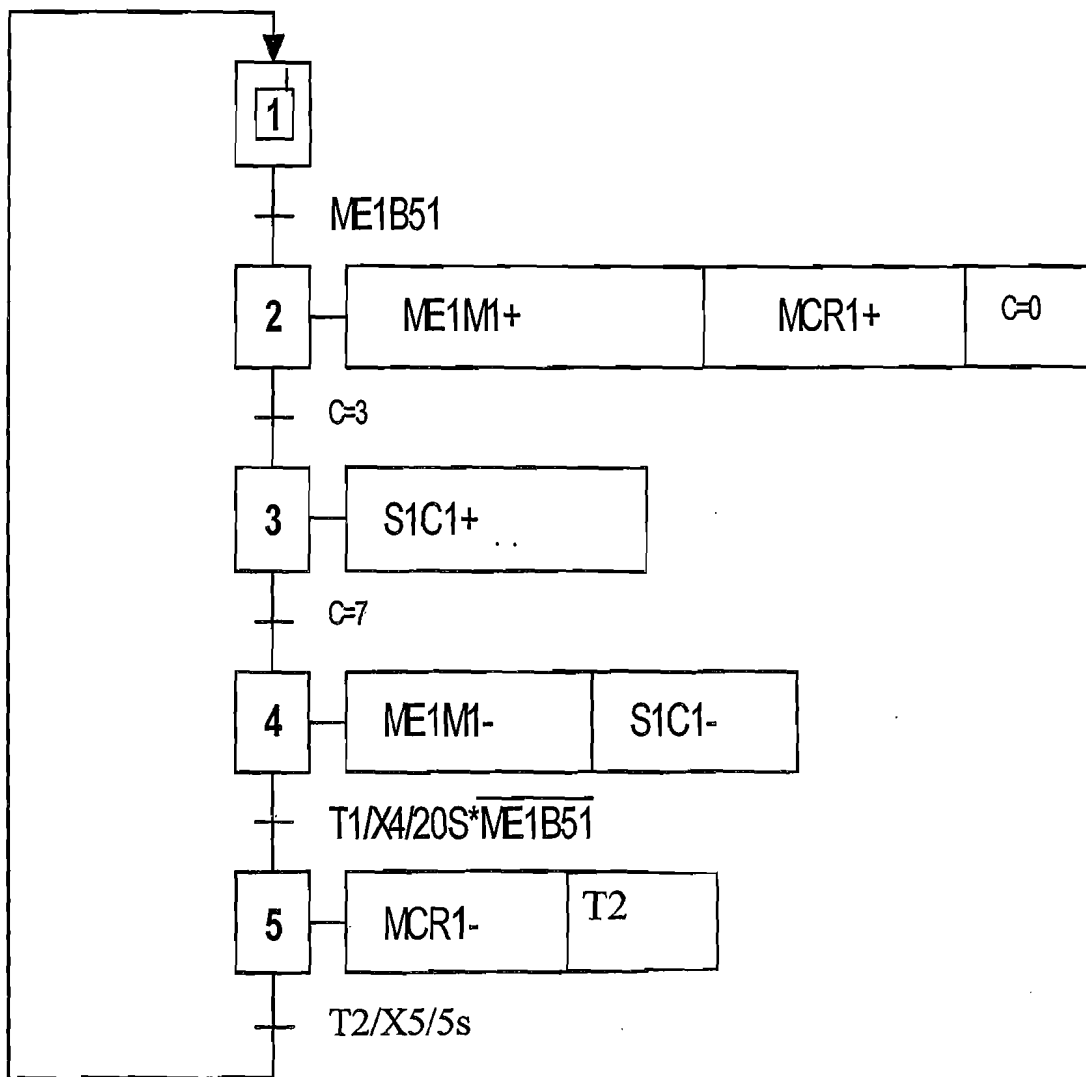 1
ME1B51
2 ME1M1+ MCR1+ C=0
C=3
3 S1C1+
C=7
4 ME1M1- S1C1-
T1/X4/20S*ME1B51
5 MCR1- T2
T2/X5/5s